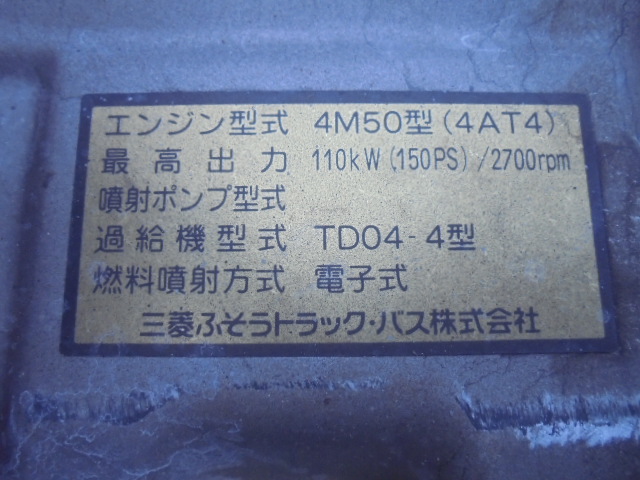 エンジン型式 4M50型(4AT4)
最高出力 110kW(150PS)/2700rpm
噴射ポンプ型式
過給機型式 TD04-4型
燃料噴射方式 電子式
三菱ふそうトラック・バス株式会社